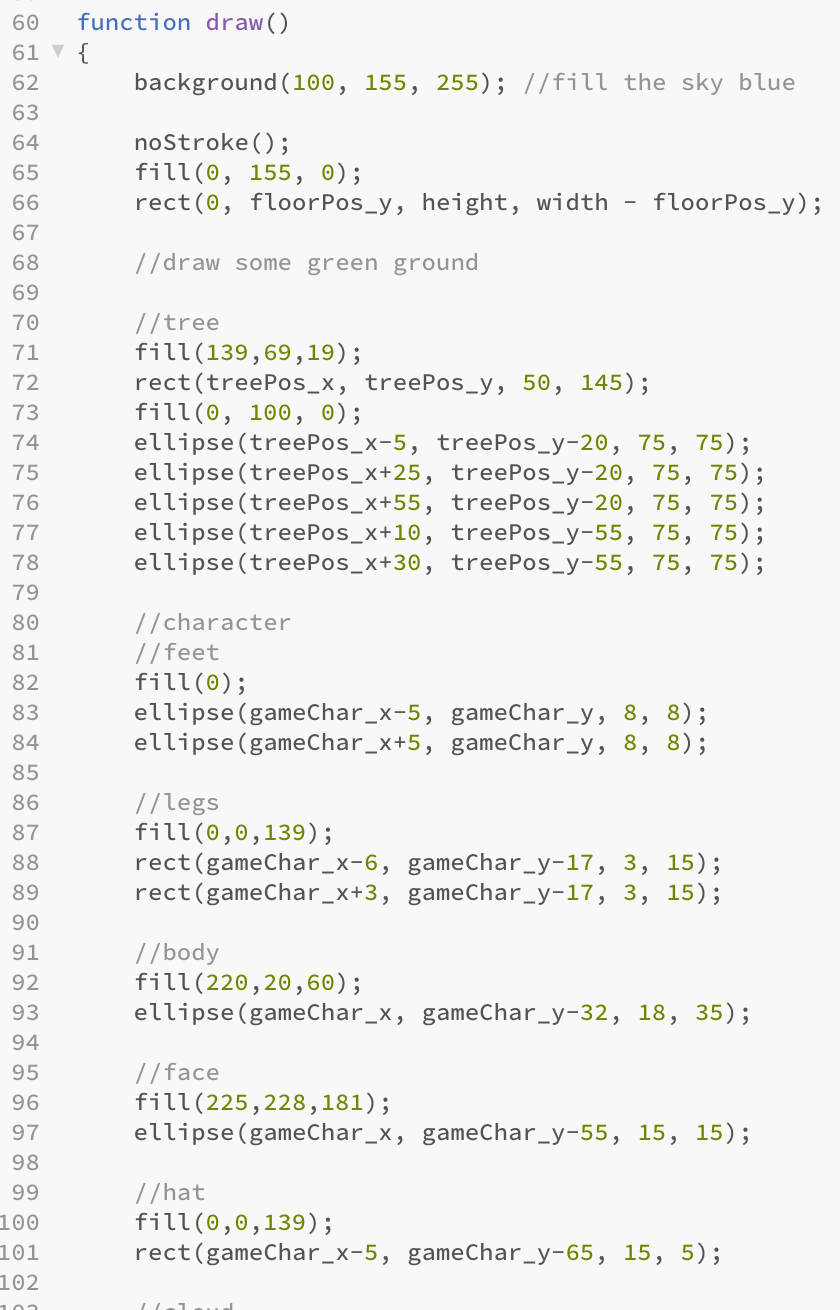 60 function draw()
61 {
62 background(100, 155, 255); //fill the sky blue
63
64 noStroke();
65 fill(0, 155, 0);
66 rect(0, floorPos_y, height, width - floorPos_y);
67
68 //draw some green ground
69
70 //tree
71 fill(139,69,19);
72 rect(treePos_x, treePos_y, 50, 145);
73 fill(0, 100, 0);
74 ellipse(treePos_x-5, treePos_y-20, 75, 75);
75 ellipse(treePos_x+25, treePos_y-20, 75, 75);
76 ellipse(treePos_x+55, treePos_y-20, 75, 75);
77 ellipse(treePos_x+10, treePos_y-55, 75, 75);
78 ellipse(treePos_x+30, treePos_y-55, 75, 75);
79
80 //character
81 //feet
82 fill(0);
83 ellipse(gameChar_x-5, gameChar_y, 8, 8);
84 ellipse(gameChar_x+5, gameChar_y, 8, 8);
85
86 //legs
87 fill(0,0,139);
88 rect(gameChar_x-6, gameChar_y-17, 3, 15);
89 rect(gameChar_x+3, gameChar_y-17, 3, 15);
90
91 //body
92 fill(220,20,60);
93 ellipse(gameChar_x, gameChar_y-32, 18, 35);
94
95 //face
96 fill(225,228,181);
97 ellipse(gameChar_x, gameChar_y-55, 15, 15);
98
99 //hat
100 fill(0,0,139);
101 rect(gameChar_x-5, gameChar_y-65, 15, 5);
102